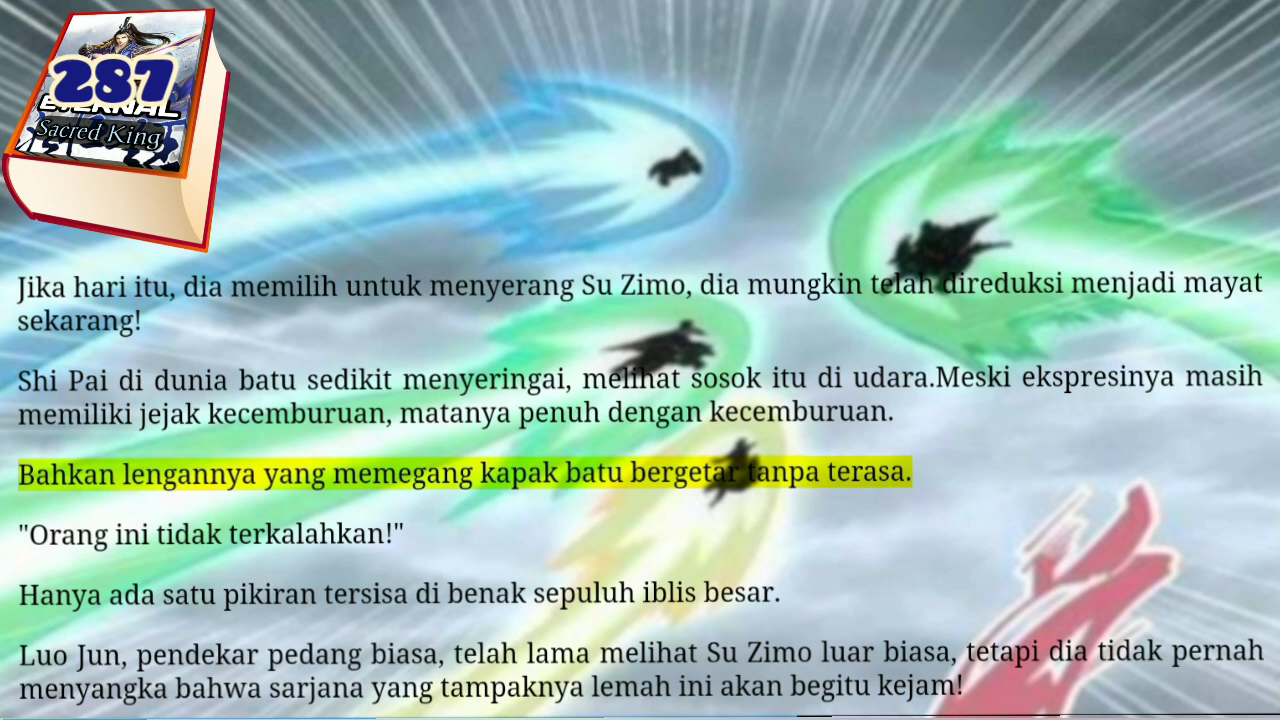 287
ETERNAL
Sacred King
Jika hari itu, dia memilih untuk menyerang Su Zimo, dia mungkin telah direduksi menjadi mayat
sekarang!
Shi Pai di dunia batu sedikit menyeringai, melihat sosok itu di udara.Meski ekspresinya masih
memiliki jejak kecemburuan, matanya penuh dengan kecemburuan.
Bahkan lengannya yang memegang kapak batu bergetar tanpa terasa.
"Orang ini tidak terkalahkan!"
Hanya ada satu pikiran tersisa di benak sepuluh iblis besar.
Luo Jun, pendekar pedang biasa, telah lama melihat Su Zimo luar biasa, tetapi dia tidak pernah
menyangka bahwa sarjana yang tampaknya lemah ini akan begitu kejam!